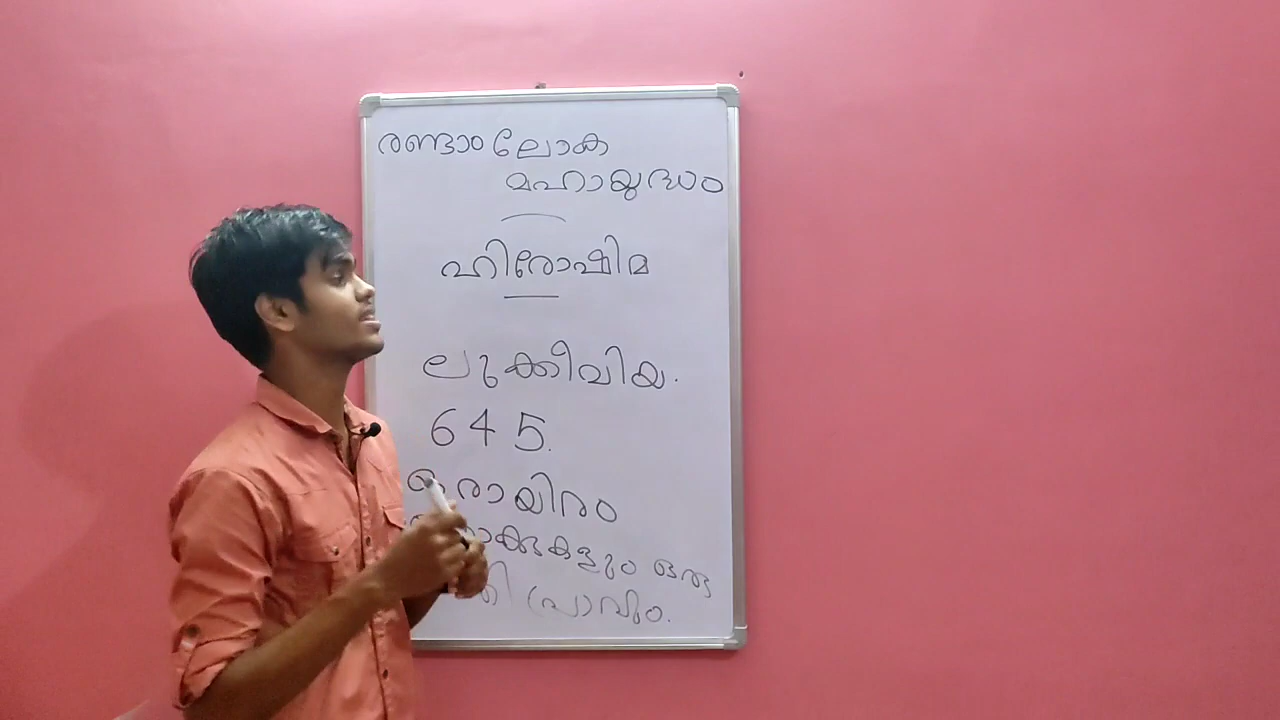 രണ്ടാം ലോക
മഹായുദ്ധം
ഹിരോഷിമ
ലുക്കീവിയ.
645.
ഒരായിരം
ഒരു
പ്രാവും.